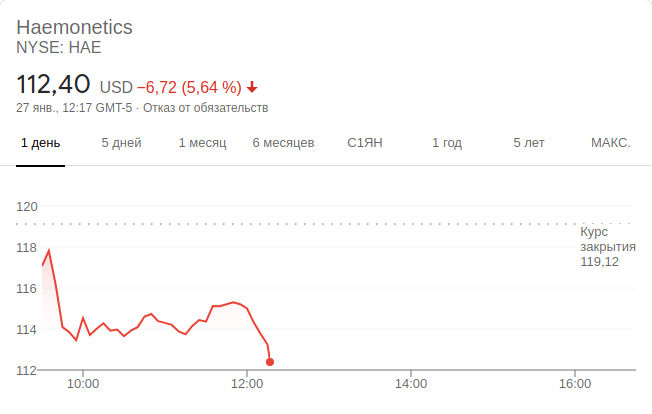 Haemonetics
NYSE: HAE
112,40 USD −6,72 (5,64 %)
27 янв., 12:17 GMT-5 · Отказ от обязательств
1 день 5 дней 1 месяц 6 месяцев С1ЯН 1 год 5 лет МАКС.
120
Курс
закрытия
119,12
118
116
114
112
10:00 12:00 14:00 16:00